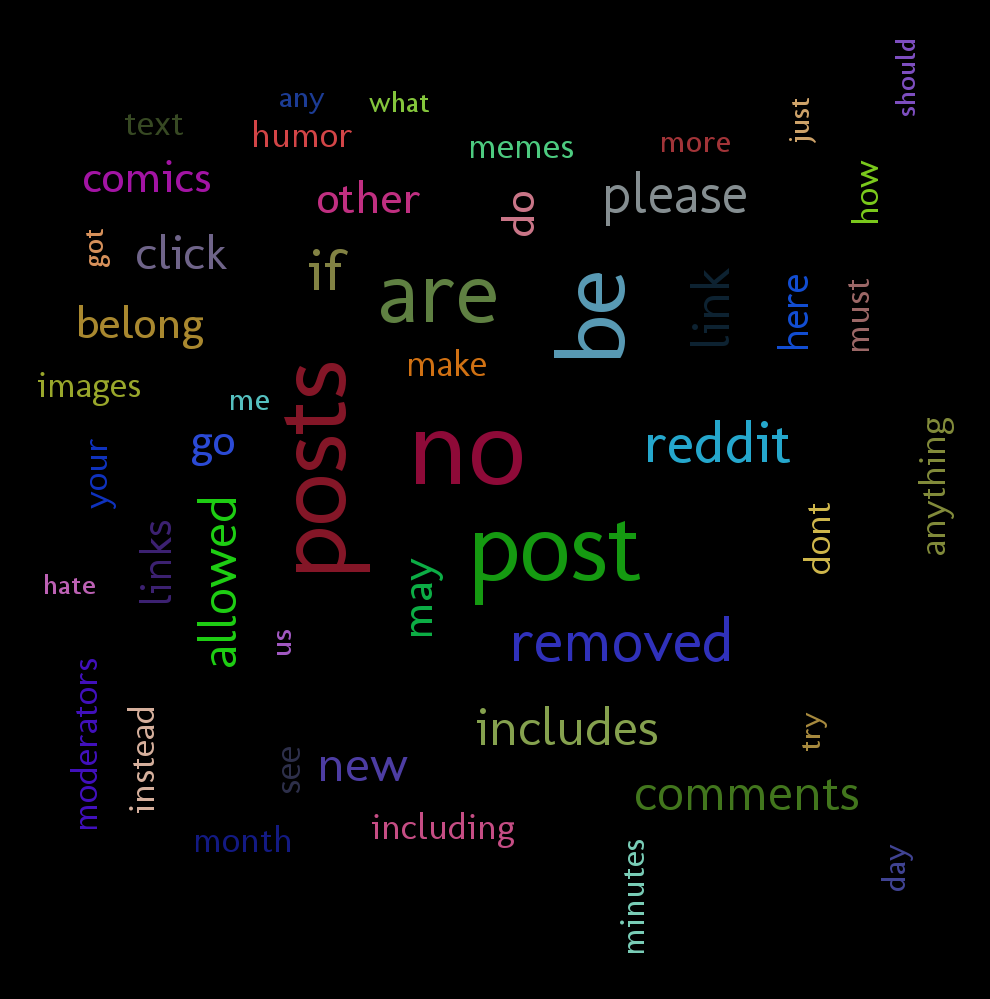 should
any
what
just
text
humor
memes
more
comics
other
do
please
how
got
click
if
are
be
link
here
must
belong
make
images
me
posts
no
reddit
go
your
anything
links
allowed
post
dont
hate
may
us
removed
moderators
instead
includes
try
see
new
comments
month
including
minutes
day